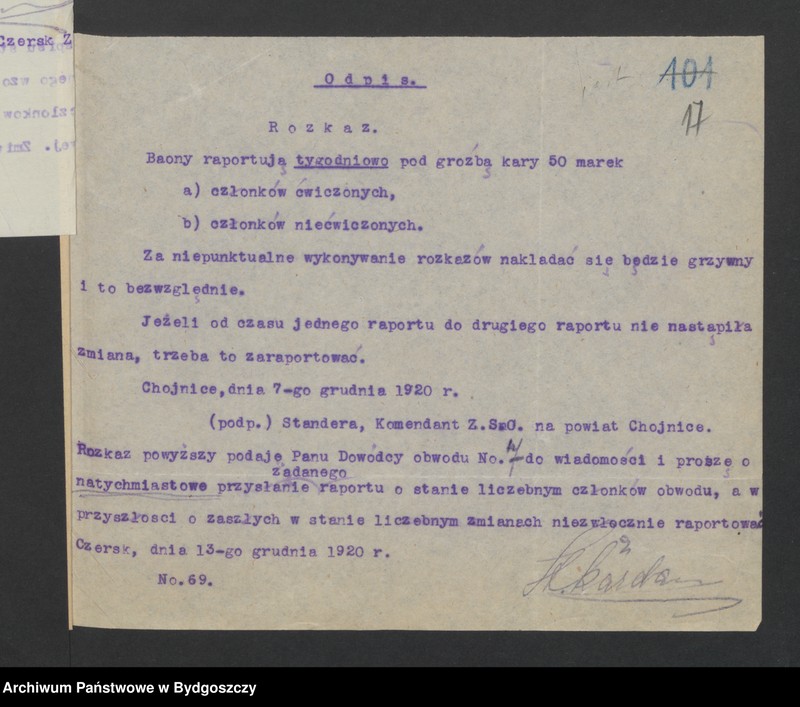 Czersk Z
O d p i s.
101
17
R o z k a z.
Baony raportują tygodniowo pod groźbą kary 50 marek
a) członków ćwiczonych,
b) członków niećwiczonych.
Za niepunktualne wykonywanie rozkazów nakładać się będzie grzywny
i to bezwzględnie.
Jeżeli od czasu jednego raportu do drugiego raportu nie nastąpiła
zmiana, trzeba to zaraportować.
Chojnice, dnia 7-go grudnia 1920 r.
(podp.) Standera, Komendant Z.S.O. na powiat Chojnice.
Rozkaz powyższy podaję Panu Dowódcy obwodu No. do wiadomości i proszę o
żądanego
natychmiastowe przysłanie raportu o stanie liczebnym członków obwodu, a w
przyszłosci o zaszłych w stanie liczebnym zmianach niezwłęcznie raportować
Czersk, dnia 13-go grudnia 1920 r.
No.69.
Archiwum Państwowe w Bydgoszczy